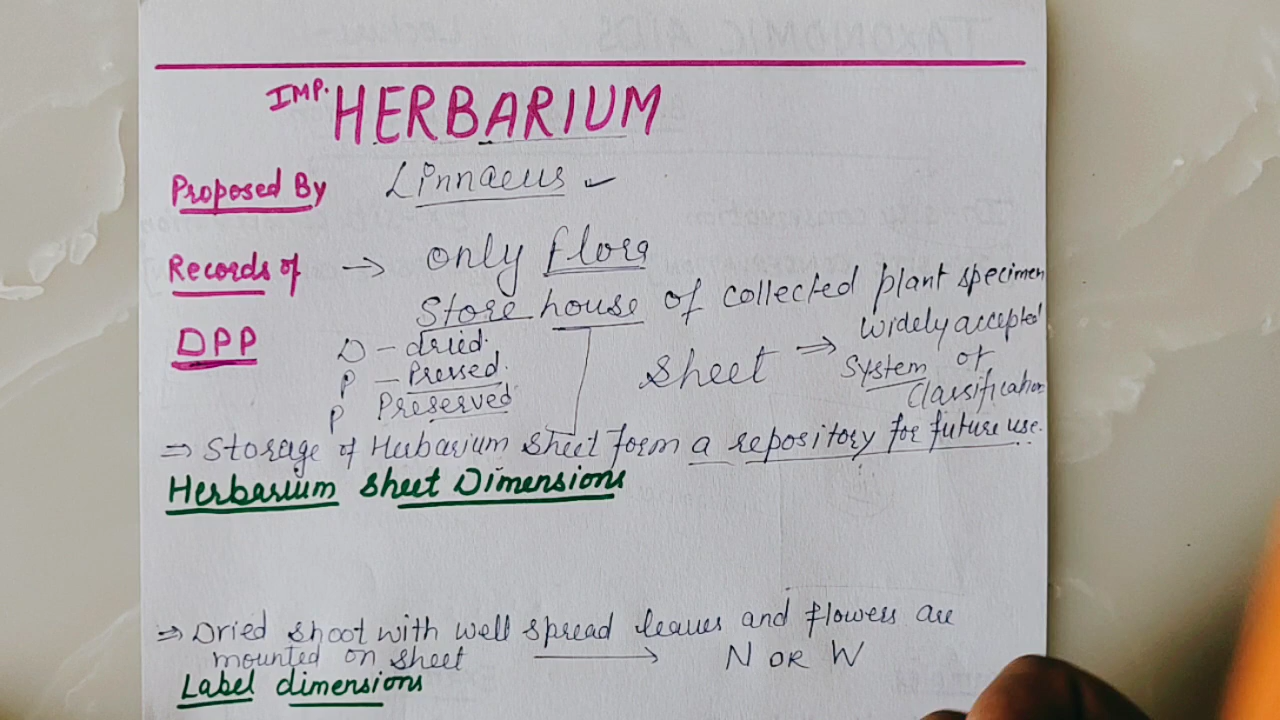 IMP. HERBARIUM
Proposed By Linnaeus
Records of → only flora
Store house of collected plant specimen
DPP
D - dried.
P - Pressed.
P Preserved
Sheet ⇒ widely accepted
System of
Classification
⇒ Storage of Herbarium sheet form a repository for future use.
Herbarium Sheet Dimensions
⇒ Dried shoot with well spread leaves and flowers are
mounted on sheet → N OR W
Label dimensions